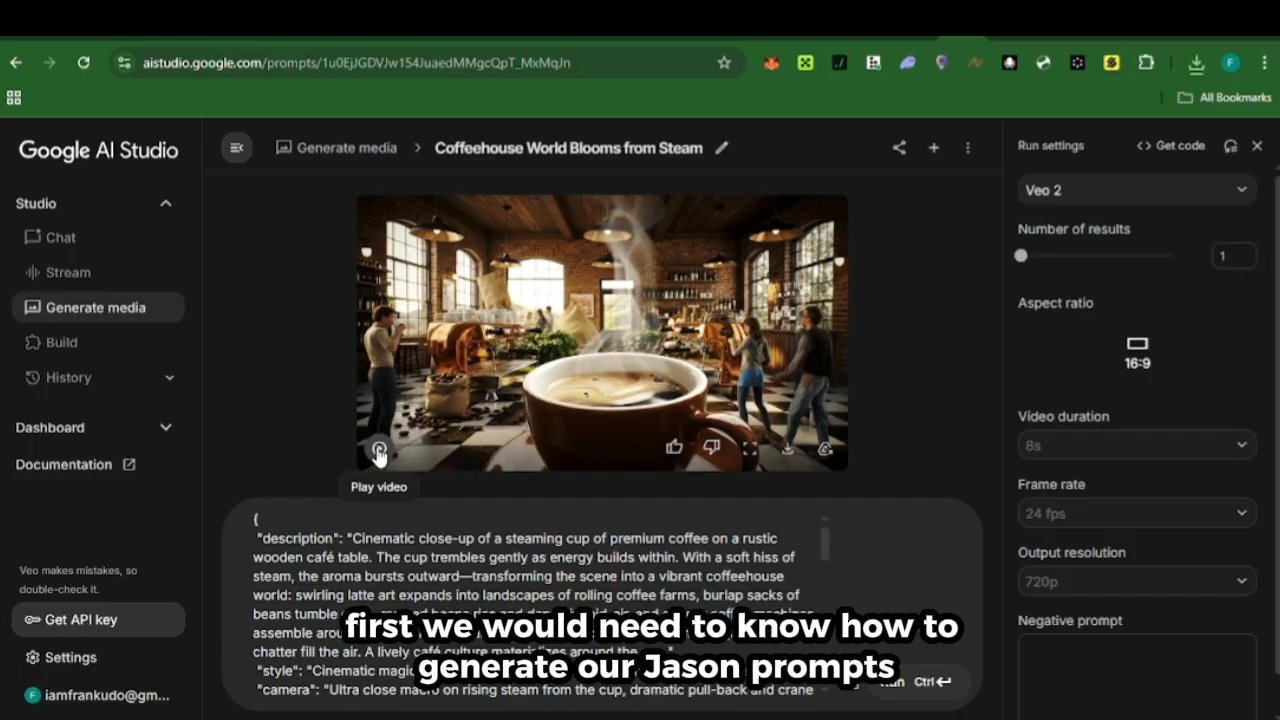 aistudio.google.com/prompts/1u0EjJGDVJw154JuaedMMgcQpT_MxMqJn
All Bookmarks
Google AI Studio
Generate media
Coffeehouse World Blooms from Steam
Run settings
Get code
Studio
Chat
Stream
Generate media
Build
History
Dashboard
Documentation
Veo 2
Number of results
1
Aspect ratio
16:9
Video duration
8s
Frame rate
24 fps
Output resolution
720p
Negative prompt
Play video
{
"description": "Cinematic close-up of a steaming cup of premium coffee on a rustic
wooden café table. The cup trembles gently as energy builds within. With a soft hiss of
steam, the aroma bursts outward—transforming the scene into a vibrant coffeehouse
world: swirling latte art expands into landscapes of rolling coffee farms, burlap sacks of
beans tumble
assemble
chatter fill the air. A lively café culture materializes around the
"style": "Cinematic magic
"camera": "Ultra close macro on rising steam from the cup, dramatic pull-back and crane
Run Ctrl
first we would need to know how to
generate our Jason prompts
Veo makes mistakes, so
double-check it.
Get API key
Settings
F
iamfrankudo@gm...